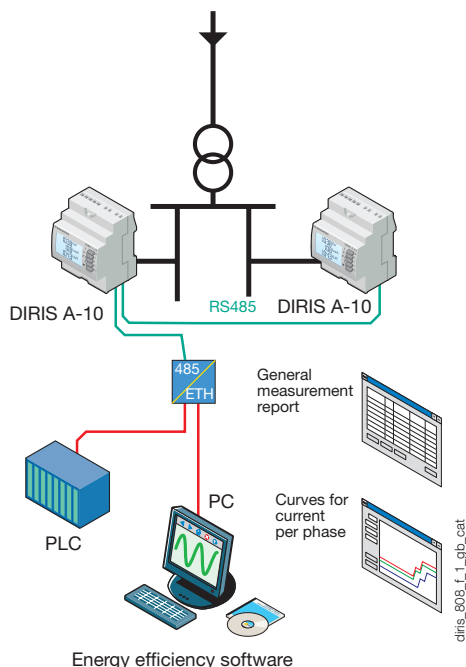 RS485
DIRIS A-10
DIRIS A-10
485
ETH
General
measurement
report
PLC
PC
Curves for
current
per phase
diris_808_f_1_gb_cat
Energy efficiency software